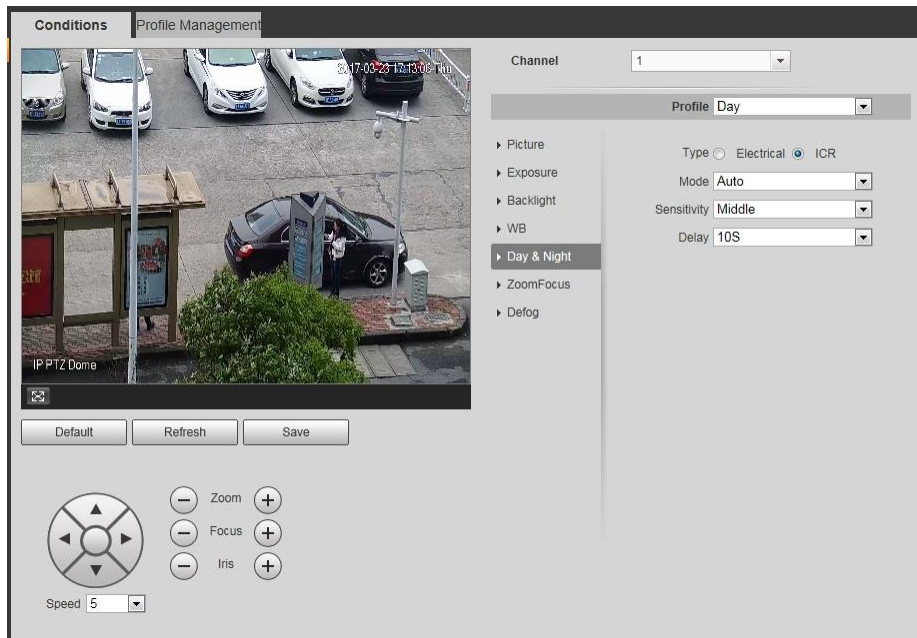 Conditions
Profile Management
2017-03-23 17:13:06 Thu
IP PTZ Dome
Default
Refresh
Save
Zoom
Focus
Iris
Speed 5
Channel 1
Profile Day
Picture
Exposure
Backlight
WB
Day & Night
ZoomFocus
Defog
Type Electrical ICR
Mode Auto
Sensitivity Middle
Delay 10S